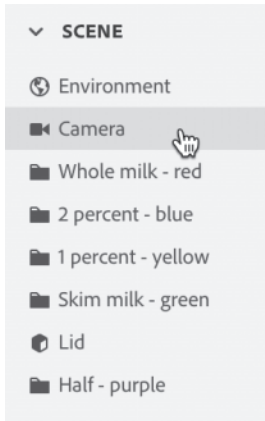 SCENE
Environment
Camera
Whole milk - red
2 percent - blue
1 percent - yellow
Skim milk - green
Lid
Half - purple